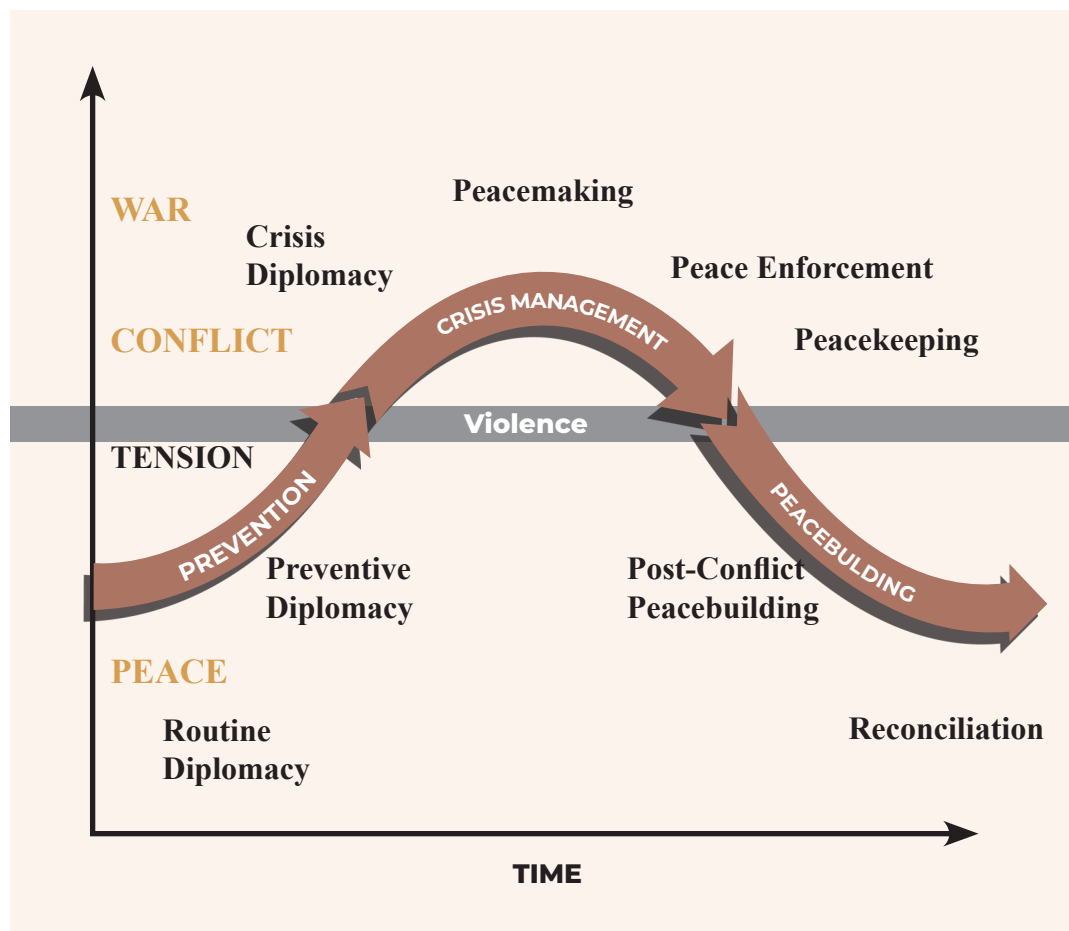 Peacemaking
WAR
Crisis
Diplomacy
Peace Enforcement
CRISIS MANAGEMENT
CONFLICT
Peacekeeping
Violence
TENSION
PREVENTION
PEACEBULDING
Preventive
Diplomacy
Post-Conflict
Peacebuilding
PEACE
Routine
Diplomacy
Reconciliation
TIME